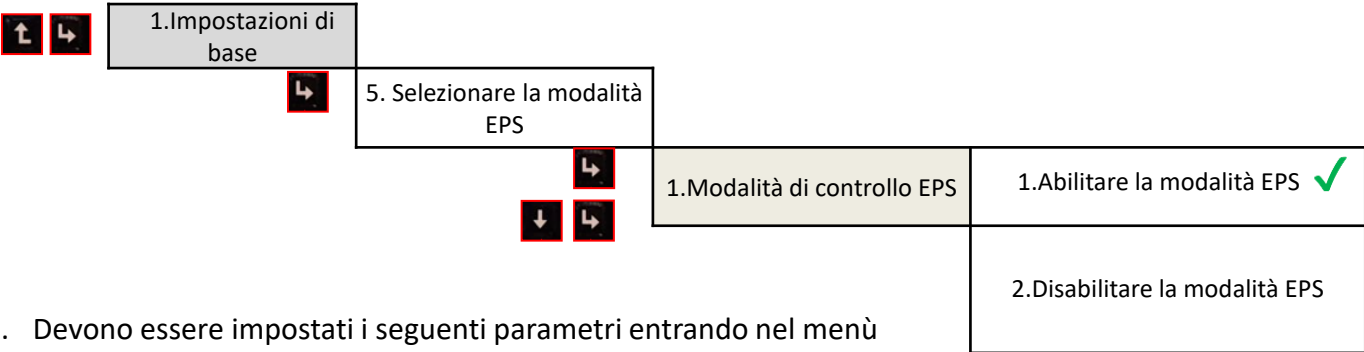 1.Impostazioni di
base
5. Selezionare la modalità
EPS
1.Modalità di controllo EPS
1.Abilitare la modalità EPS
2.Disabilitare la modalità EPS
. Devono essere impostati i seguenti parametri entrando nel menù